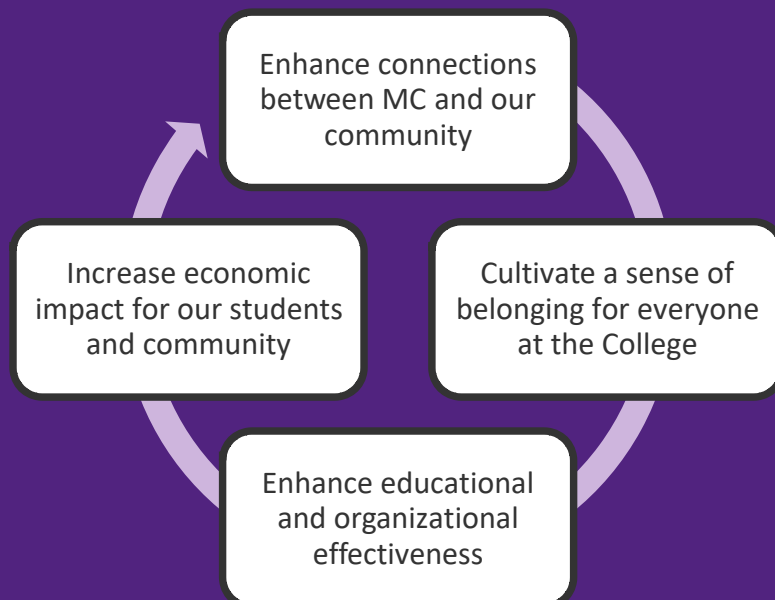 Enhance connections
between MC and our
community
Cultivate a sense of
belonging for everyone
at the College
Enhance educational
and organizational
effectiveness
Increase economic
impact for our students
and community